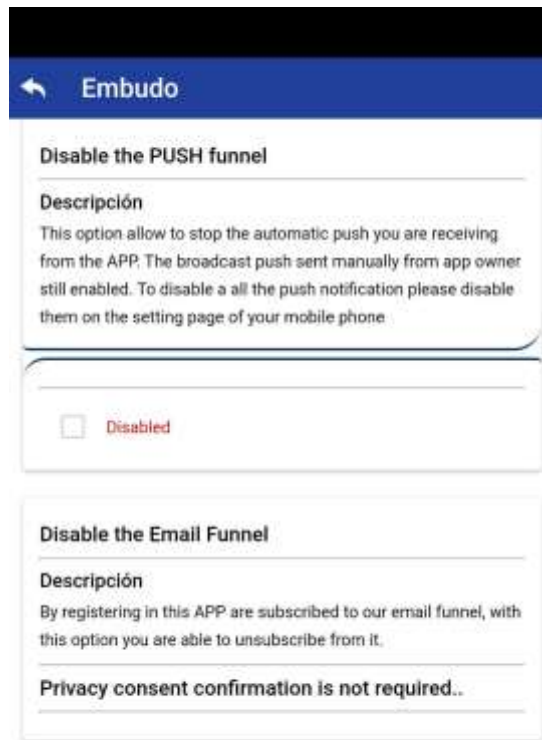 Embudo
Disable the PUSH funnel
Descripción
This option allow to stop the automatic push you are receiving
from the APP. The broadcast push sent manually from app owner
still enabled. To disable a all the push notification please disable
them on the setting page of your mobile phone
Disabled
Disable the Email Funnel
Descripción
By registering in this APP are subscribed to our email funnel, with
this option you are able to unsubscribe from it.
Privacy consent confirmation is not required..